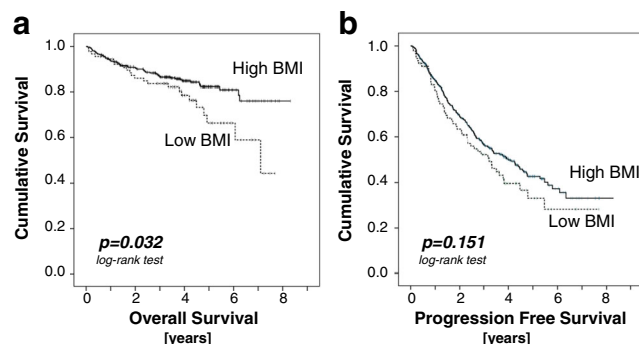 a
1.0
0.8
0.6
0.4
0.2
0.0
Cumulative Survival
High BMI
Low BMI
p=0.032
log-rank test
0 2 4 6 8
Overall Survival
[years]
b
1.0
0.8
0.6
0.4
0.2
0.0
Cumulative Survival
High BMI
Low BMI
p=0.151
log-rank test
0 2 4 6 8
Progression Free Survival
[years]